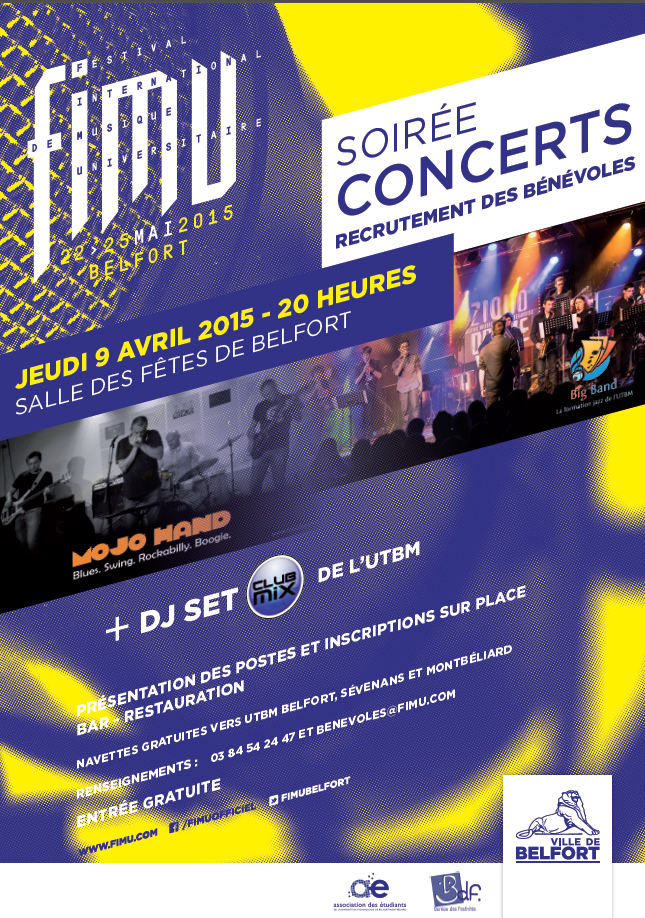 FESTIVAL
INTERNATIONAL
DE MUSIQUE
UNIVERSITAIRE
fimu
22>25MAI2015
BELFORT
SOIRÉE
CONCERTS
RECRUTEMENT DES BÉNÉVOLES
JEUDI 9 AVRIL 2015 - 20 HEURES
SALLE DES FÊTES DE BELFORT
Big Band
La formation jazz de l'UTBM
MOJO HAND
Blues. Swing. Rockabilly. Boogie.
+ DJ SET CLUB MIX DE L'UTBM
PRÉSENTATION DES POSTES ET INSCRIPTIONS SUR PLACE
BAR - RESTAURATION
NAVETTES GRATUITES VERS UTBM BELFORT, SÉVENANS ET MONTBÉLIARD
RENSEIGNEMENTS : 03 84 54 24 47 ET BENEVOLES@FIMU.COM
ENTRÉE GRATUITE
WWW.FIMU.COM /FIMUOFFICIEL FIMUBELFORT
VILLE DE
BELFORT
ae
association des étudiants
Bdf.
Bureau des Festivités